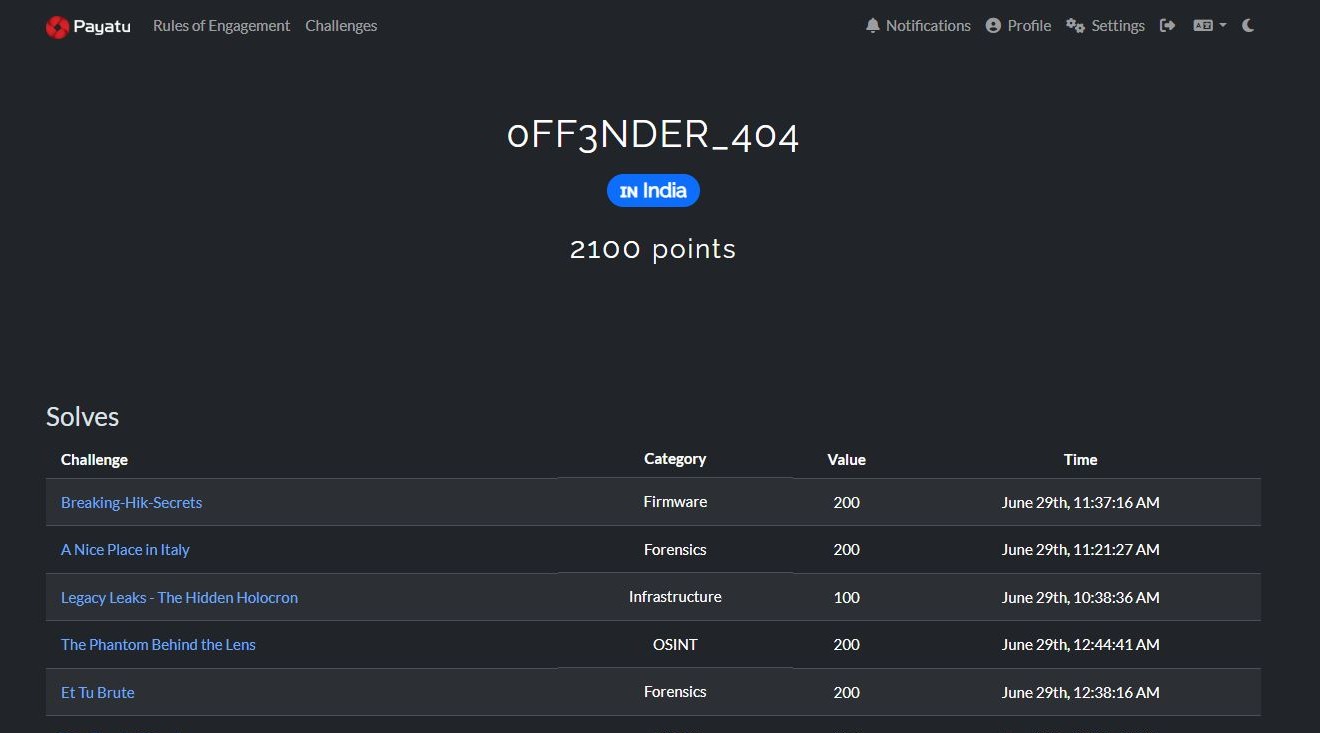 Payatu Rules of Engagement Challenges Notifications Profile Settings
0FF3NDER_404
IN India
2100 points
Solves
Challenge Category Value Time
Breaking-Hik-Secrets Firmware 200 June 29th, 11:37:16 AM
A Nice Place in Italy Forensics 200 June 29th, 11:21:27 AM
Legacy Leaks - The Hidden Holocron Infrastructure 100 June 29th, 10:38:36 AM
The Phantom Behind the Lens OSINT 200 June 29th, 12:44:41 AM
Et Tu Brute Forensics 200 June 29th, 12:38:16 AM